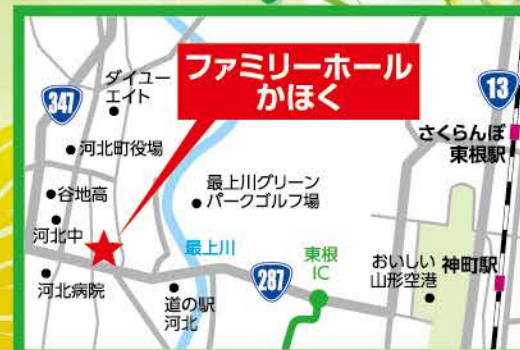 ファミリーホール
かほく
ダイユー
エイト
347
13
さくらんぼ
東根駅
河北町役場
谷地高
最上川グリーン
パークゴルフ場
河北中
最上川
東根
IC
おいしい
山形空港
神町駅
287
河北病院
道の駅
河北